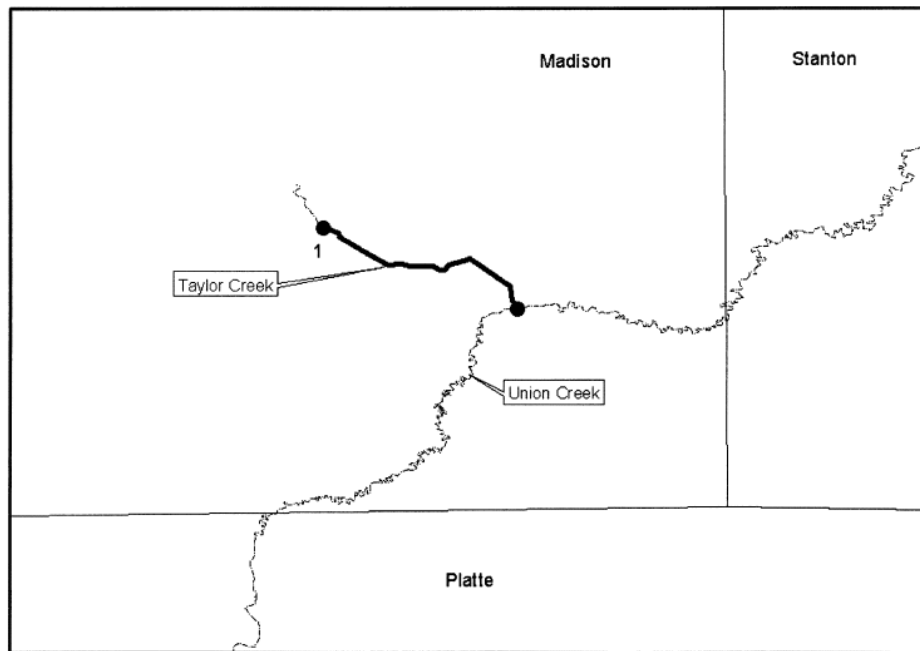 Madison
Stanton
1
Taylor Creek
Union Creek
Platte